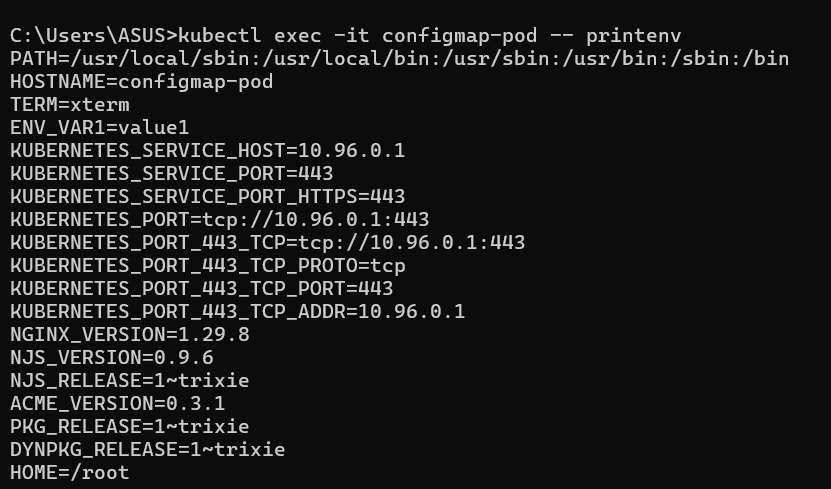 C:\Users\ASUS>kubectl exec -it configmap-pod -- printenv
PATH=/usr/local/sbin:/usr/local/bin:/usr/sbin:/usr/bin:/sbin:/bin
HOSTNAME=configmap-pod
TERM=xterm
ENV_VAR1=value1
KUBERNETES_SERVICE_HOST=10.96.0.1
KUBERNETES_SERVICE_PORT=443
KUBERNETES_SERVICE_PORT_HTTPS=443
KUBERNETES_PORT=tcp://10.96.0.1:443
KUBERNETES_PORT_443_TCP=tcp://10.96.0.1:443
KUBERNETES_PORT_443_TCP_PROTO=tcp
KUBERNETES_PORT_443_TCP_PORT=443
KUBERNETES_PORT_443_TCP_ADDR=10.96.0.1
NGINX_VERSION=1.29.8
NJS_VERSION=0.9.6
NJS_RELEASE=1~trixie
ACME_VERSION=0.3.1
PKG_RELEASE=1~trixie
DYNPKG_RELEASE=1~trixie
HOME=/root